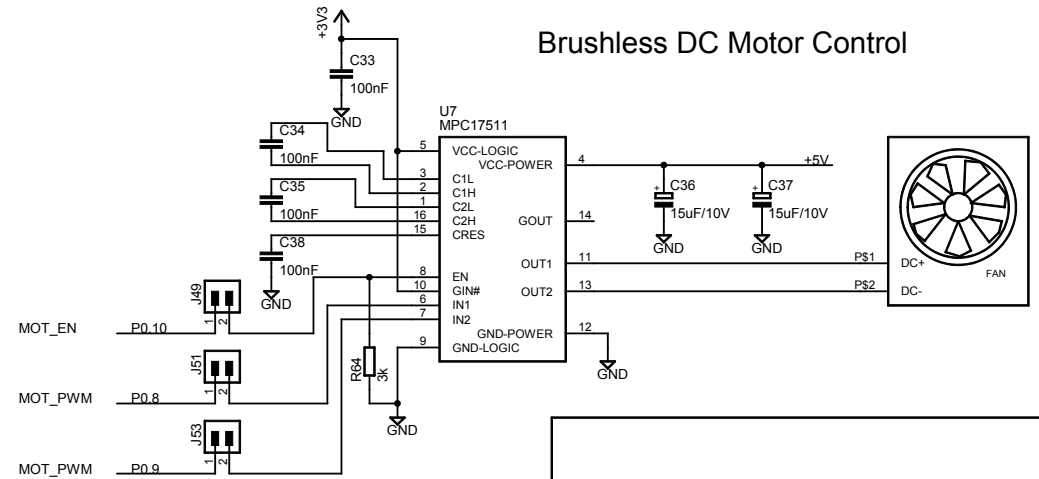 Brushless DC Motor Control
+3V3
C33
100nF
GND
U7
MPC17511
C34
100nF
C35
100nF
C38
100nF
GND
5 VCC-LOGIC
VCC-POWER 4
+5V
3 C1L
2 C1H
1 C2L
16 C2H
15 CRES
GOUT 14
8 EN
10 GIN#
6 IN1
7 IN2
OUT1 11
OUT2 13
GND-POWER 12
9 GND-LOGIC
GND
C36
15uF/10V
GND
C37
15uF/10V
GND
P$1 DC+
P$2 DC-
FAN
R64
3k
GND
J49
1 2
MOT_EN P0.10
J51
1 2
MOT_PWM P0.8
J53
1 2
MOT_PWM P0.9